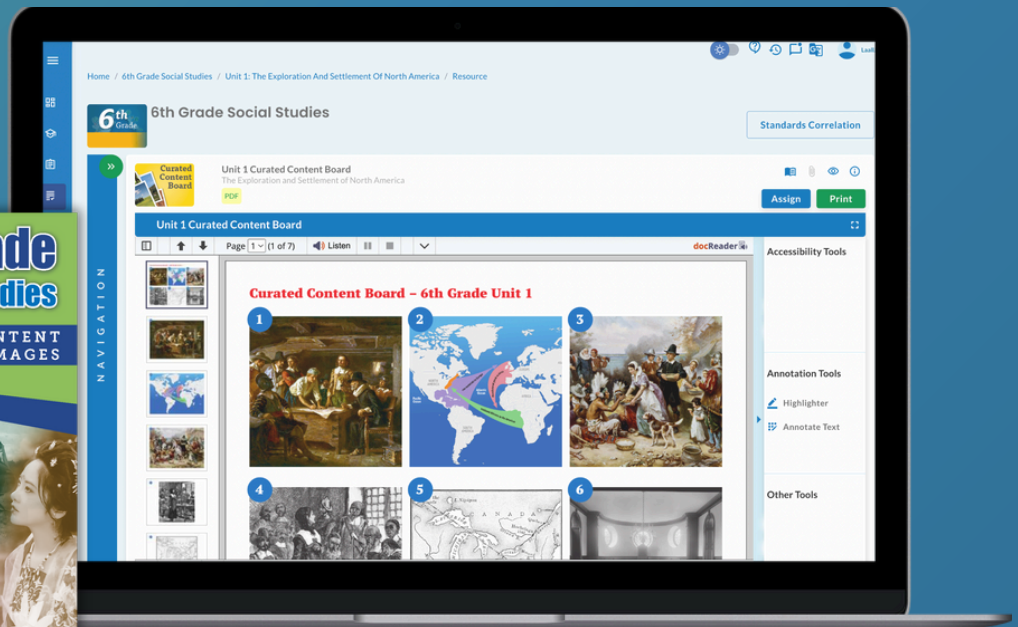 Home / 6th Grade Social Studies / Unit 1: The Exploration And Settlement Of North America / Resource
6th Grade
6th Grade Social Studies
Standards Correlation
Curated Content Board
Unit 1 Curated Content Board
The Exploration and Settlement of North America
PDF
Assign
Print
Unit 1 Curated Content Board
Page 1 (1 of 7)
Listen
docReader
Accessibility Tools
NAVIGATION
Curated Content Board – 6th Grade Unit 1
1
2
3
Annotation Tools
Highlighter
Annotate Text
4
5
6
CANADA
Other Tools
ade
dies
NTENT
MAGES